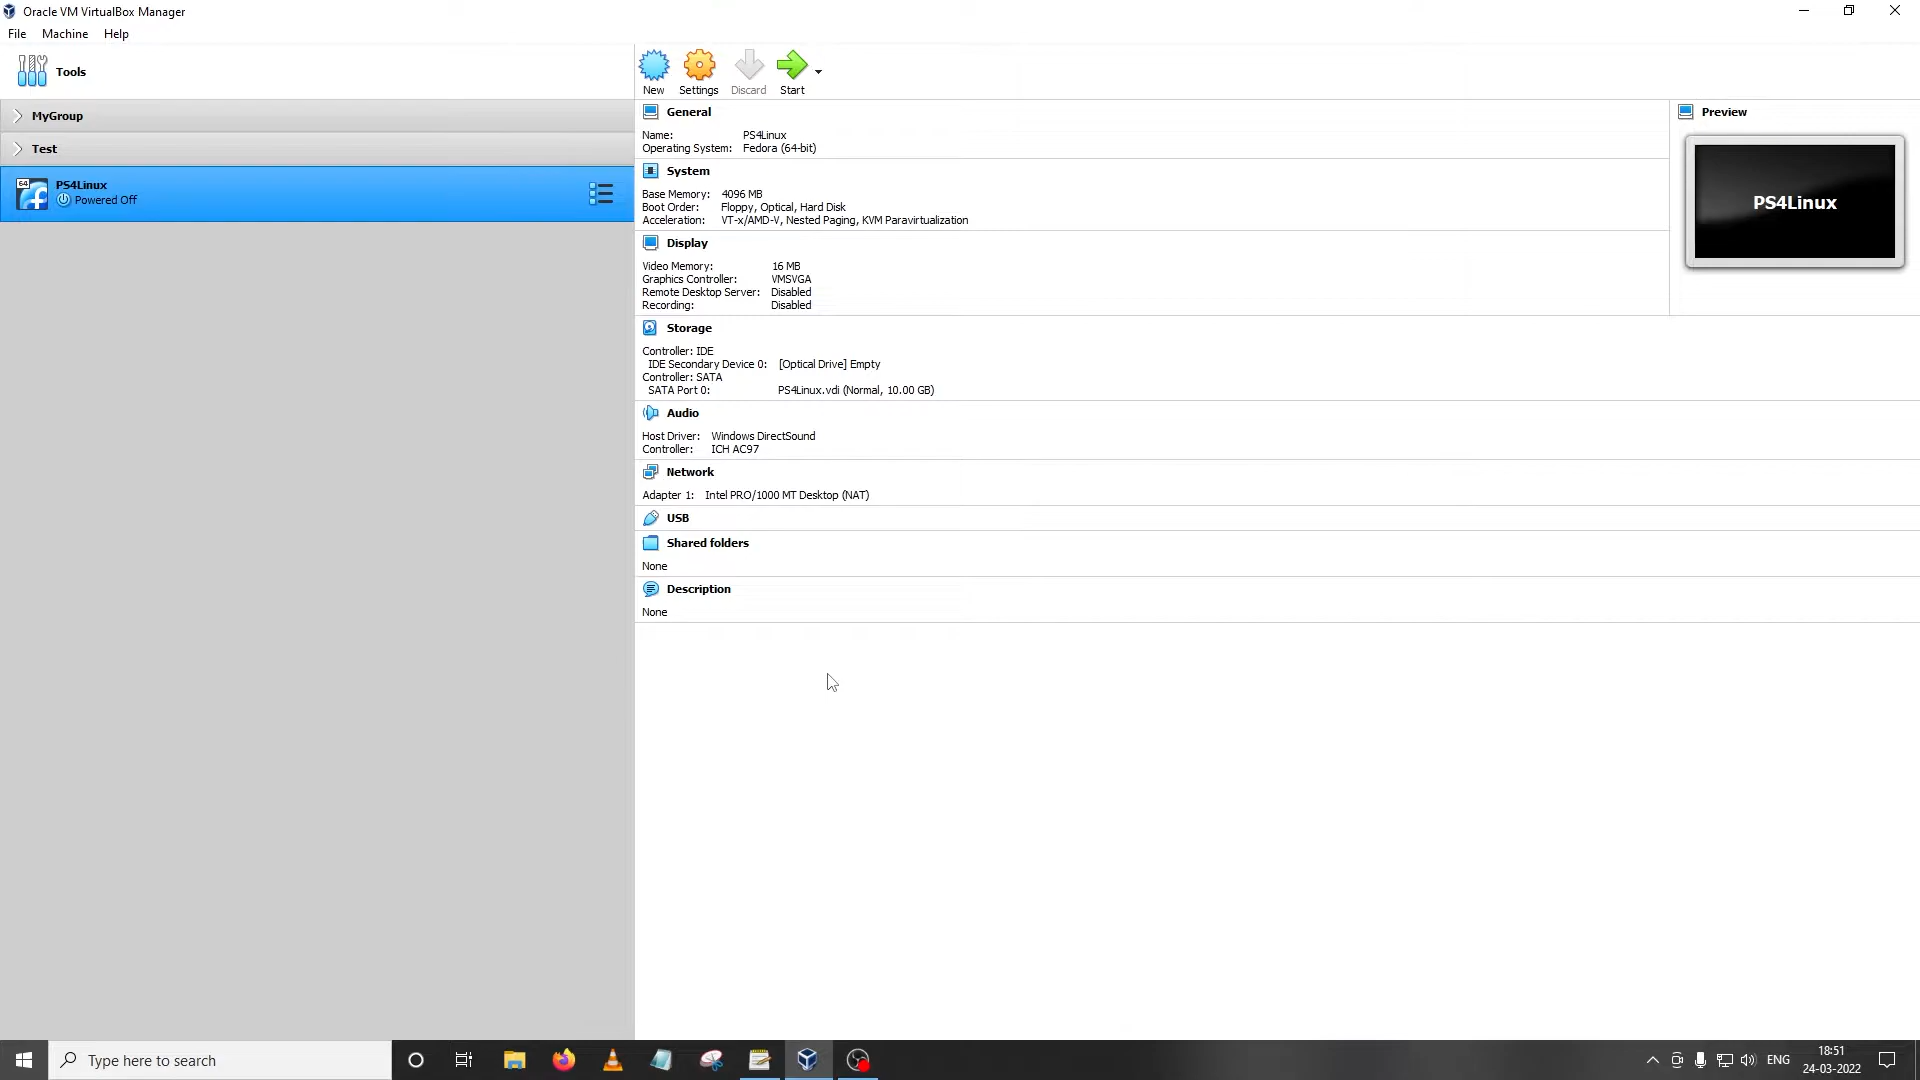 Oracle VM VirtualBox Manager
File Machine Help
Tools
New Settings Discard Start
MyGroup
Test
64
PS4Linux
Powered Off
General
Name: PS4Linux
Operating System: Fedora (64-bit)
System
Base Memory: 4096 MB
Boot Order: Floppy, Optical, Hard Disk
Acceleration: VT-x/AMD-V, Nested Paging, KVM Paravirtualization
Display
Video Memory: 16 MB
Graphics Controller: VMSVGA
Remote Desktop Server: Disabled
Recording: Disabled
Storage
Controller: IDE
IDE Secondary Device 0: [Optical Drive] Empty
Controller: SATA
SATA Port 0: PS4Linux.vdi (Normal, 10.00 GB)
Audio
Host Driver: Windows DirectSound
Controller: ICH AC97
Network
Adapter 1: Intel PRO/1000 MT Desktop (NAT)
USB
Shared folders
None
Description
None
Preview
PS4Linux
Type here to search
ENG
18:51
24-03-2022